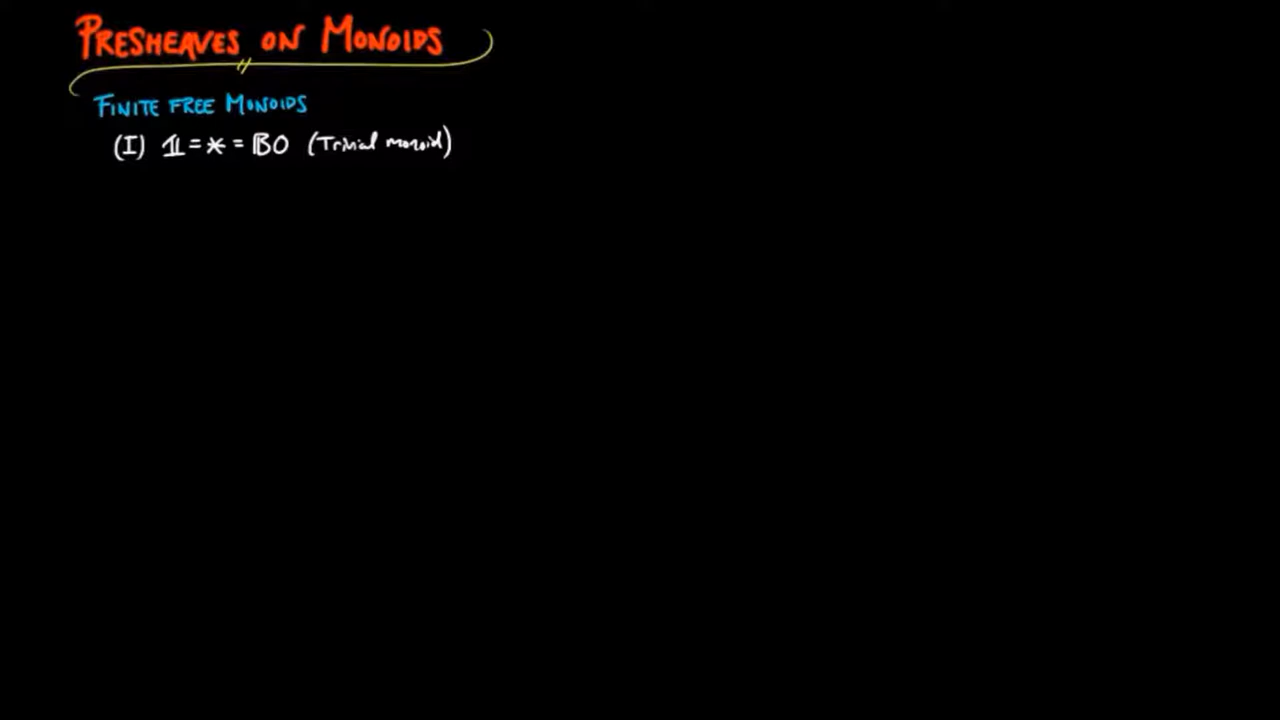 PRESHEAVES ON MONOIDS
FINITE FREE MONOIDS
(I) 𝟙 = * = 𝔹0 (Trivial monoid)